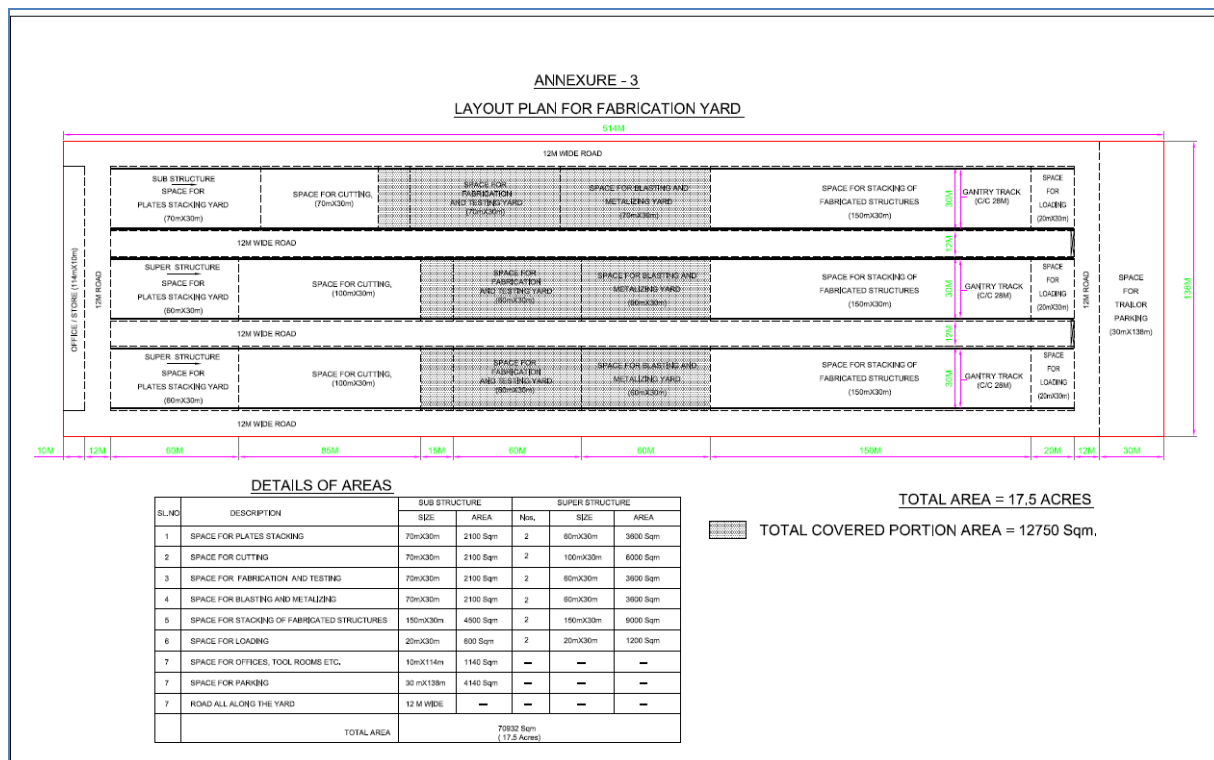 ANNEXURE - 3
LAYOUT PLAN FOR FABRICATION YARD
514M
12M WIDE ROAD
OFFICE / STORE (114mX10m)
12M ROAD
SUB STRUCTURE
SPACE FOR
PLATES STACKING YARD
(70mX30m)
SPACE FOR CUTTING,
(70mX30m)
SPACE FOR
FABRICATION
AND TESTING YARD
(70mX30m)
SPACE FOR BLASTING AND
METALIZING YARD
(70mX30m)
SPACE FOR STACKING OF
FABRICATED STRUCTURES
(150mX30m)
30M
GANTRY TRACK
(C/C 28M)
SPACE
FOR
LOADING
(20mX30m)
12M WIDE ROAD
12M
SUPER STRUCTURE
SPACE FOR
PLATES STACKING YARD
(60mX30m)
SPACE FOR CUTTING,
(100mX30m)
SPACE FOR
FABRICATION
AND TESTING YARD
(60mX30m)
SPACE FOR BLASTING AND
METALIZING YARD
(60mX30m)
SPACE FOR STACKING OF
FABRICATED STRUCTURES
(150mX30m)
30M
GANTRY TRACK
(C/C 28M)
SPACE
FOR
LOADING
(20mX30m)
12M WIDE ROAD
12M
SUPER STRUCTURE
SPACE FOR
PLATES STACKING YARD
(60mX30m)
SPACE FOR CUTTING,
(100mX30m)
SPACE FOR
FABRICATION
AND TESTING YARD
(60mX30m)
SPACE FOR BLASTING AND
METALIZING YARD
(60mX30m)
SPACE FOR STACKING OF
FABRICATED STRUCTURES
(150mX30m)
30M
GANTRY TRACK
(C/C 28M)
SPACE
FOR
LOADING
(20mX30m)
12M WIDE ROAD
12M ROAD
SPACE
FOR
TRAILOR
PARKING
(30mX138m)
138M
10M 12M 60M 85M 15M 60M 60M 150M 20M 12M 30M
DETAILS OF AREAS
SL.NO DESCRIPTION SUB STRUCTURE SUPER STRUCTURE
SIZE AREA Nos. SIZE AREA
1 SPACE FOR PLATES STACKING 70mX30m 2100 Sqm 2 60mX30m 3600 Sqm
2 SPACE FOR CUTTING 70mX30m 2100 Sqm 2 100mX30m 6000 Sqm
3 SPACE FOR FABRICATION AND TESTING 70mX30m 2100 Sqm 2 60mX30m 3600 Sqm
4 SPACE FOR BLASTING AND METALIZING 70mX30m 2100 Sqm 2 60mX30m 3600 Sqm
5 SPACE FOR STACKING OF FABRICATED STRUCTURES 150mX30m 4500 Sqm 2 150mX30m 9000 Sqm
6 SPACE FOR LOADING 20mX30m 600 Sqm 2 20mX30m 1200 Sqm
7 SPACE FOR OFFICES, TOOL ROOMS ETC. 10mX114m 1140 Sqm — — —
7 SPACE FOR PARKING 30 mX138m 4140 Sqm — — —
7 ROAD ALL ALONG THE YARD 12 M WIDE — — — —
TOTAL AREA 70932 Sqm
( 17.5 Acres)
TOTAL AREA = 17.5 ACRES
TOTAL COVERED PORTION AREA = 12750 Sqm.